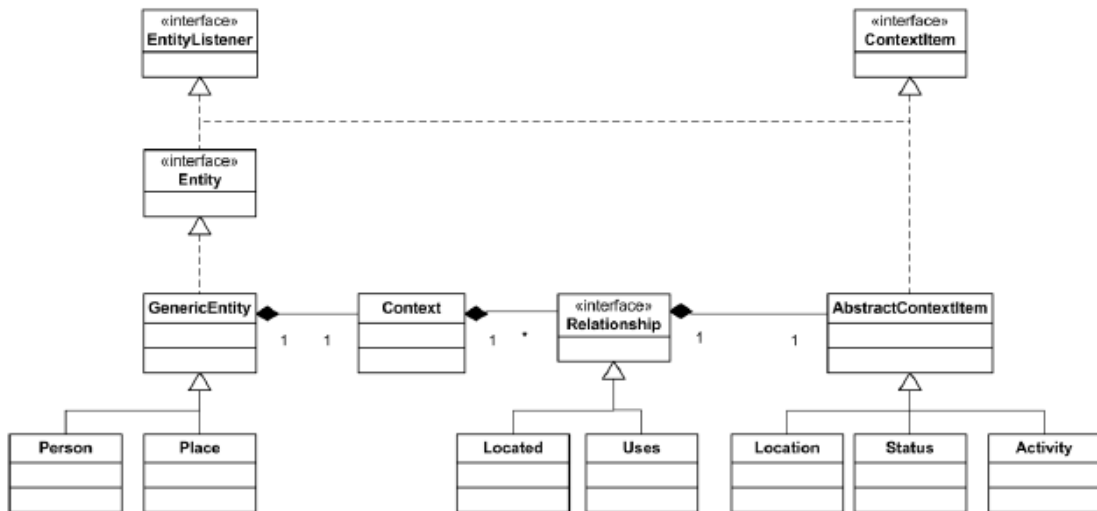 «interface»
EntityListener
«interface»
ContextItem
«interface»
Entity
GenericEntity
1
1
Context
1
*
«interface»
Relationship
1
1
AbstractContextItem
Person
Place
Located
Uses
Location
Status
Activity